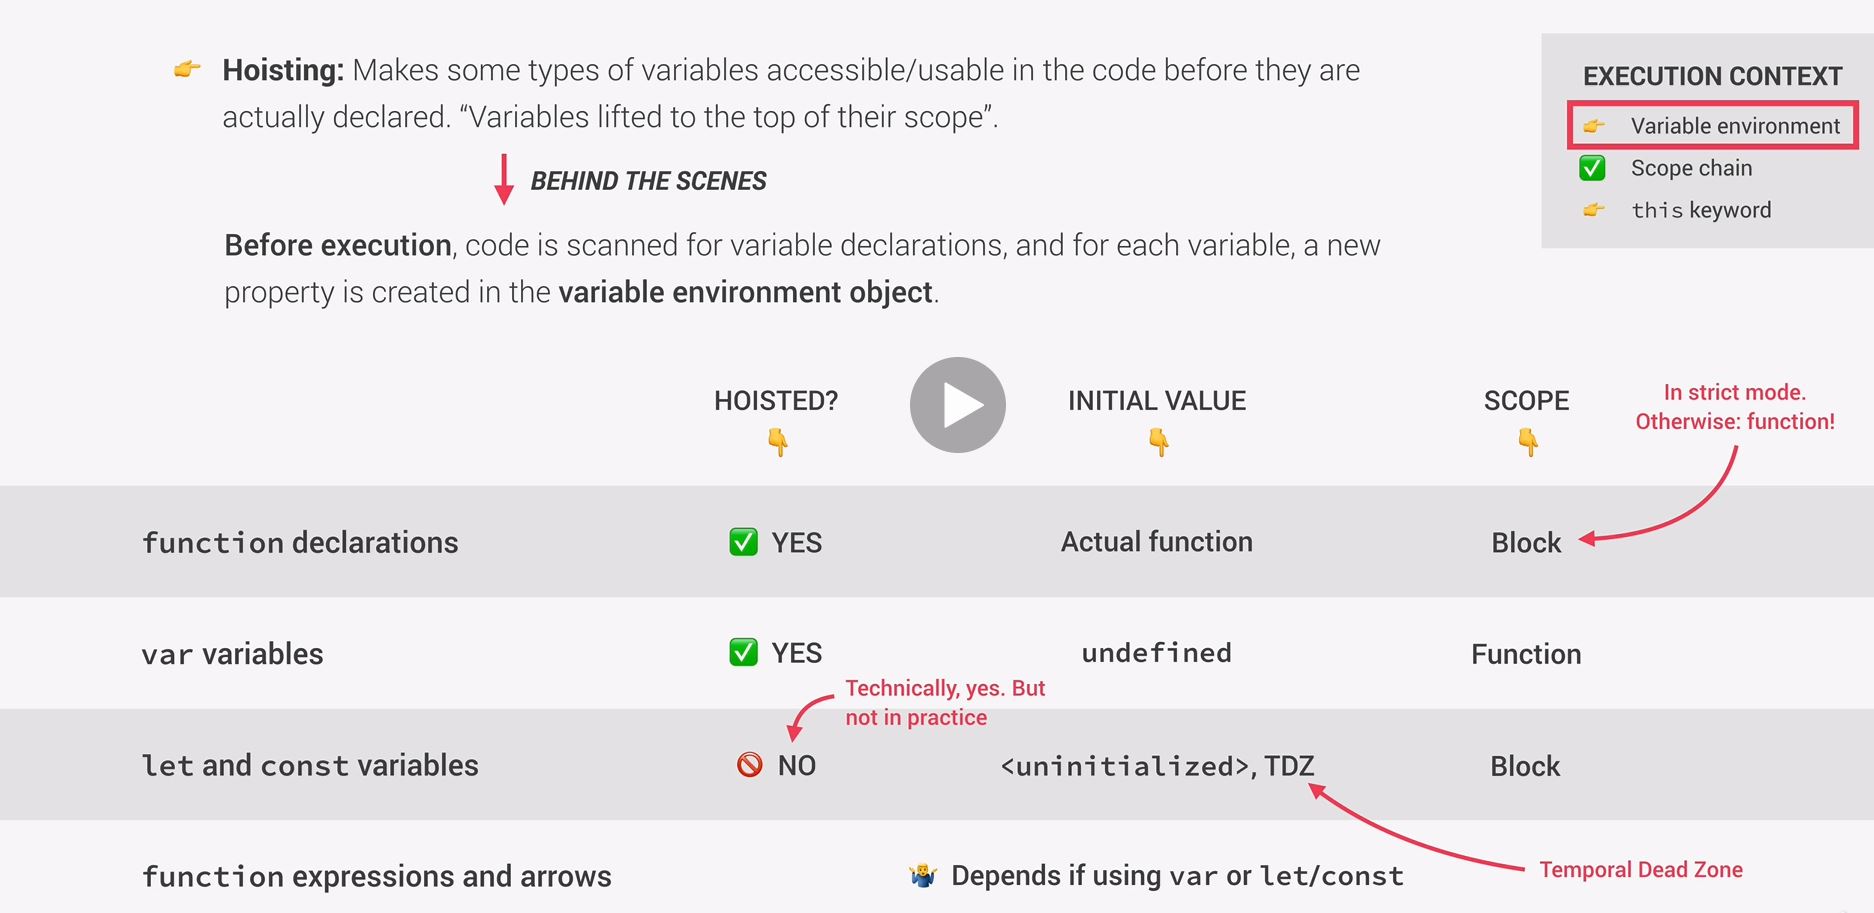 Hoisting: Makes some types of variables accessible/usable in the code before they are
actually declared. “Variables lifted to the top of their scope”.
BEHIND THE SCENES
Before execution, code is scanned for variable declarations, and for each variable, a new
property is created in the variable environment object.
EXECUTION CONTEXT
Variable environment
Scope chain
this keyword
HOISTED?
INITIAL VALUE
SCOPE
In strict mode.
Otherwise: function!
function declarations
YES
Actual function
Block
var variables
YES
undefined
Function
Technically, yes. But
not in practice
let and const variables
NO
<uninitialized>, TDZ
Block
Temporal Dead Zone
function expressions and arrows
Depends if using var or let/const